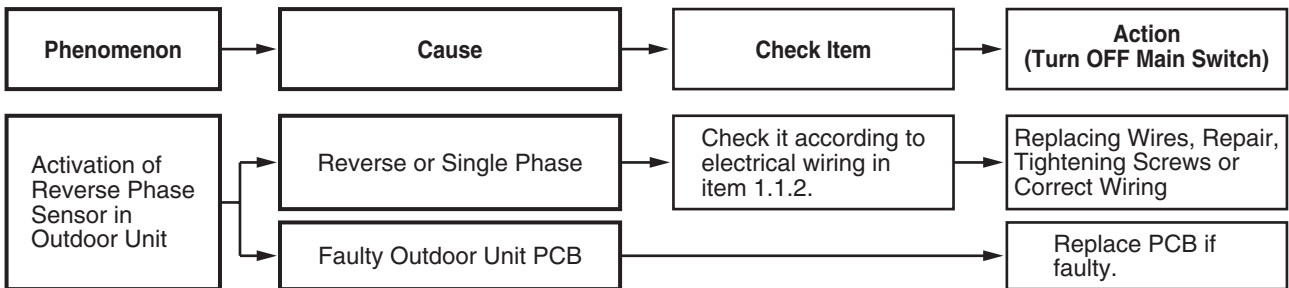 Phenomenon
Cause
Check Item
Action
(Turn OFF Main Switch)
Activation of
Reverse Phase
Sensor in
Outdoor Unit
Reverse or Single Phase
Check it according to
electrical wiring in
item 1.1.2.
Replacing Wires, Repair,
Tightening Screws or
Correct Wiring
Faulty Outdoor Unit PCB
Replace PCB if
faulty.